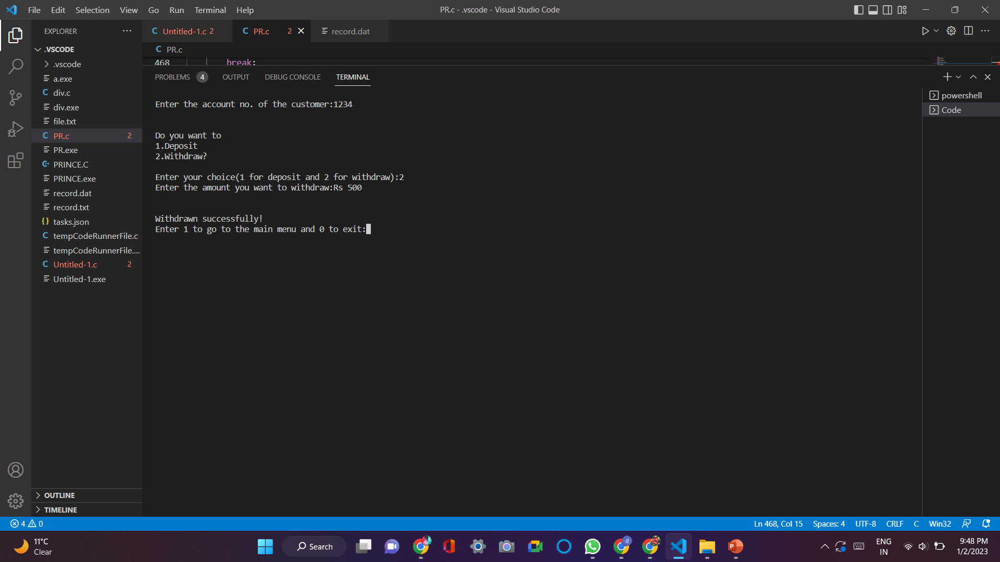 File Edit Selection View Go Run Terminal Help
PR.c - .vscode - Visual Studio Code
EXPLORER
Untitled-1.c 2
PR.c 2
record.dat
.VSCODE
PR.c
.vscode
468 break;
a.exe
PROBLEMS 4 OUTPUT DEBUG CONSOLE TERMINAL
div.c
div.exe
file.txt
PR.c 2
PR.exe
PRINCE.C
PRINCE.exe
record.dat
record.txt
tasks.json
tempCodeRunnerFile.c
tempCodeRunnerFile....
Untitled-1.c 2
Untitled-1.exe
Enter the account no. of the customer:1234
Do you want to
1.Deposit
2.Withdraw?
Enter your choice(1 for deposit and 2 for withdraw):2
Enter the amount you want to withdraw:Rs 500
Withdrawn successfully!
Enter 1 to go to the main menu and 0 to exit:
powershell
Code
OUTLINE
TIMELINE
4 0
Ln 468, Col 15 Spaces: 4 UTF-8 CRLF C Win32
11°C
Clear
Search
ENG
IN
9:48 PM
1/2/2023